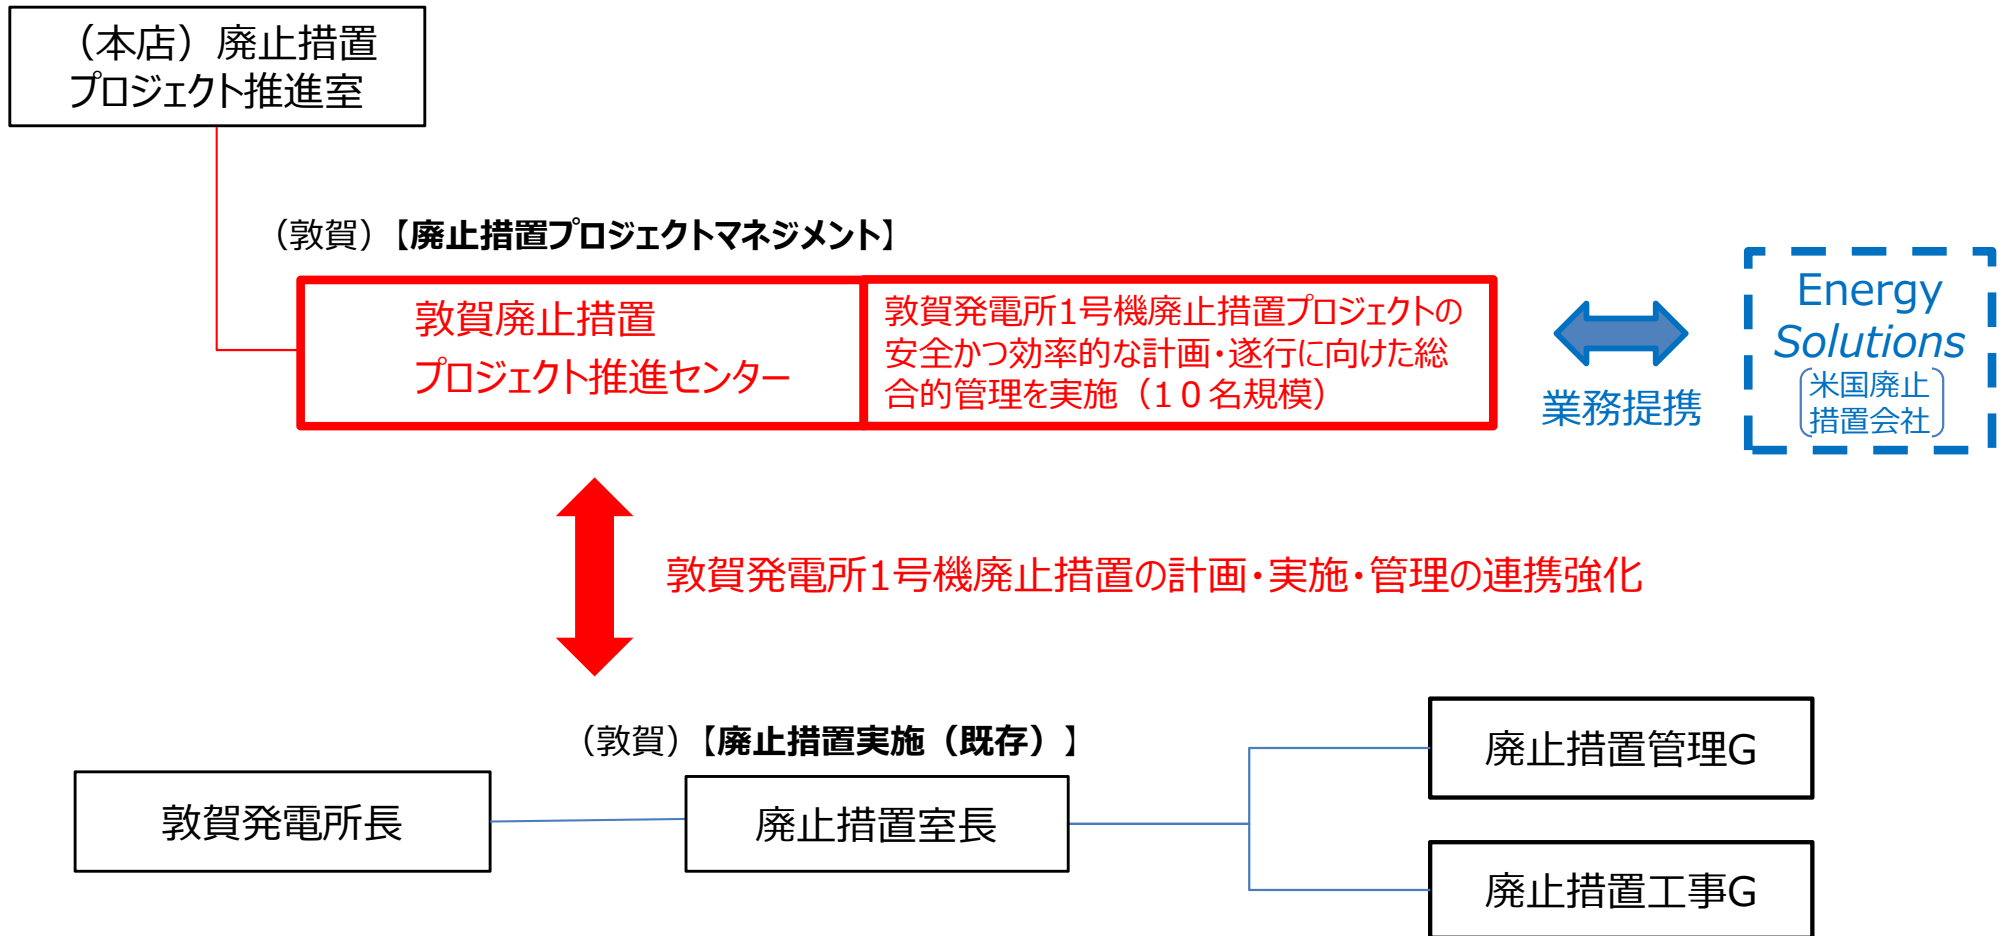 （本店）廃止措置
プロジェクト推進室
（敦賀）【廃止措置プロジェクトマネジメント】
敦賀廃止措置
プロジェクト推進センター
敦賀発電所1号機廃止措置プロジェクトの
安全かつ効率的な計画・遂行に向けた総
合的管理を実施（１０名規模）
業務提携
Energy
Solutions
米国廃止
措置会社
敦賀発電所1号機廃止措置の計画・実施・管理の連携強化
（敦賀）【廃止措置実施（既存）】
敦賀発電所長
廃止措置室長
廃止措置管理G
廃止措置工事G